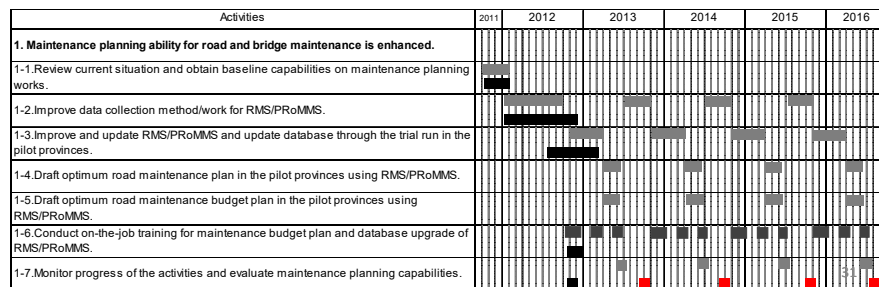 Activities 2011 2012 2013 2014 2015 2016
1. Maintenance planning ability for road and bridge maintenance is enhanced.
1-1.Review current situation and obtain baseline capabilities on maintenance planning
works.
1-2.Improve data collection method/work for RMS/PRoMMS.
1-3.Improve and update RMS/PRoMMS and update database through the trial run in the
pilot provinces.
1-4.Draft optimum road maintenance plan in the pilot provinces using RMS/PRoMMS.
1-5.Draft optimum road maintenance budget plan in the pilot provinces using
RMS/PRoMMS.
1-6.Conduct on-the-job training for maintenance budget plan and database upgrade of
RMS/PRoMMS.
1-7.Monitor progress of the activities and evaluate maintenance planning capabilities.
31